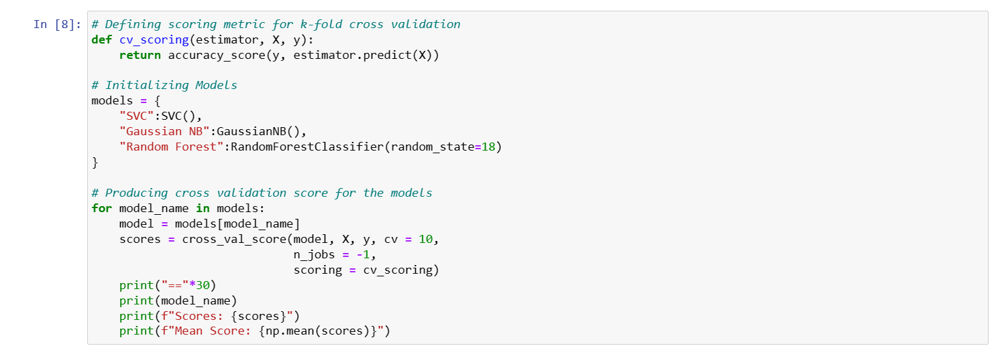 In [8]: # Defining scoring metric for k-fold cross validation
def cv_scoring(estimator, X, y):
    return accuracy_score(y, estimator.predict(X))

# Initializing Models
models = {
    "SVC":SVC(),
    "Gaussian NB":GaussianNB(),
    "Random Forest":RandomForestClassifier(random_state=18)
}

# Producing cross validation score for the models
for model_name in models:
    model = models[model_name]
    scores = cross_val_score(model, X, y, cv = 10,
                             n_jobs = -1,
                             scoring = cv_scoring)
    print("=="*30)
    print(model_name)
    print(f"Scores: {scores}")
    print(f"Mean Score: {np.mean(scores)}")